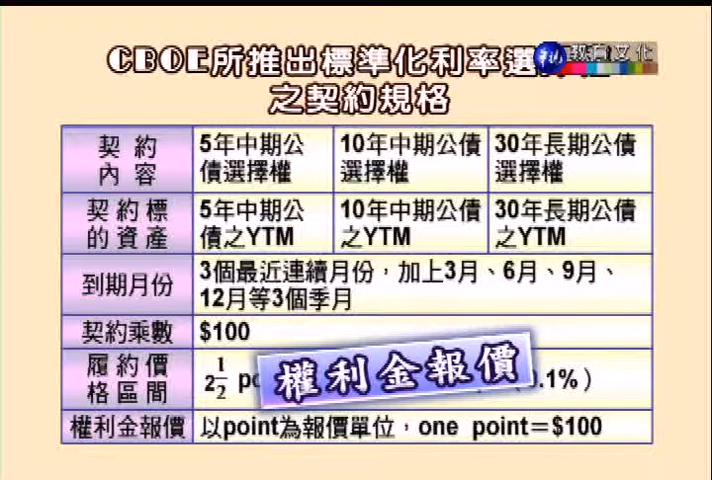 CBOE所推出標準化利率選
教育文化
之契約規格
契約
內容
5年中期公
債選擇權
10年中期公債
選擇權
30年長期公債
選擇權
契約標
的資產
5年中期公
債之YTM
10年中期公債
之YTM
30年長期公債
之YTM
到期月份
3個最近連續月份，加上3月、6月、9月、
12月等3個季月
契約乘數
$100
履約價
格區間
2 1/2
.1%）
權利金報價
權利金報價
以point為報價單位，one point＝$100